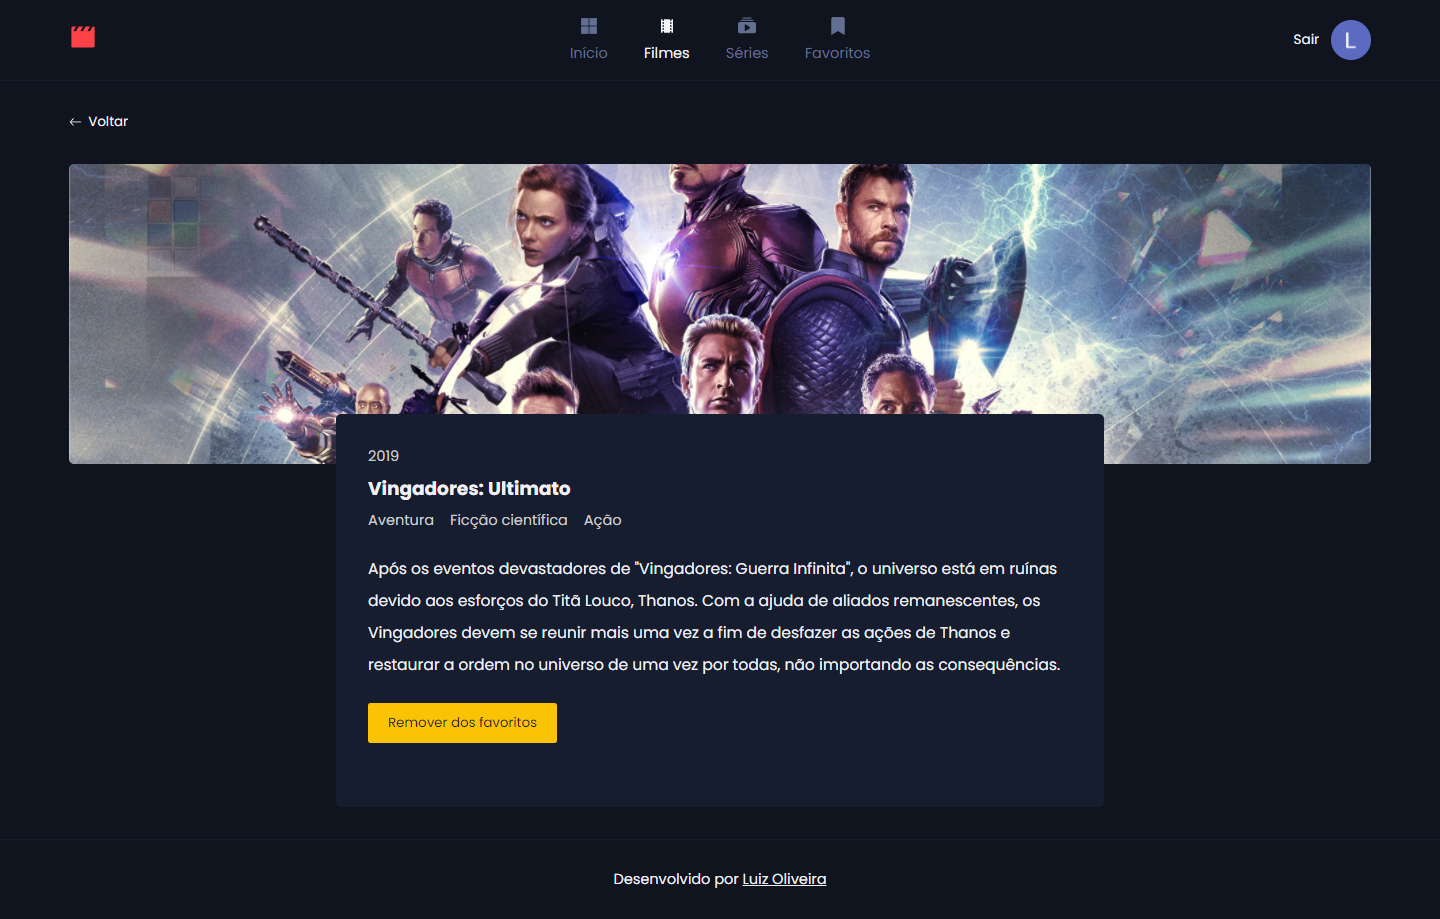 Início
Filmes
Séries
Favoritos
Sair
L
Voltar
2019
Vingadores: Ultimato
Aventura Ficção científica Ação
Após os eventos devastadores de "Vingadores: Guerra Infinita", o universo está em ruínas
devido aos esforços do Titã Louco, Thanos. Com a ajuda de aliados remanescentes, os
Vingadores devem se reunir mais uma vez a fim de desfazer as ações de Thanos e
restaurar a ordem no universo de uma vez por todas, não importando as consequências.
Remover dos favoritos
Desenvolvido por Luiz Oliveira